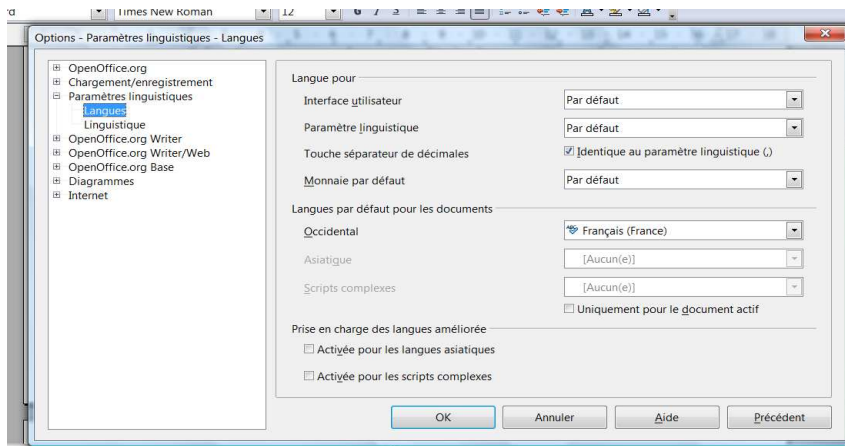 Times New Roman 12
Options - Paramètres linguistiques - Langues
OpenOffice.org
Chargement/enregistrement
Paramètres linguistiques
Langues
Linguistique
OpenOffice.org Writer
OpenOffice.org Writer/Web
OpenOffice.org Base
Diagrammes
Internet
Langue pour
Interface utilisateur Par défaut
Paramètre linguistique Par défaut
Touche séparateur de décimales Identique au paramètre linguistique (,)
Monnaie par défaut Par défaut
Langues par défaut pour les documents
Occidental Français (France)
Asiatique [Aucun(e)]
Scripts complexes [Aucun(e)]
Uniquement pour le document actif
Prise en charge des langues améliorée
Activée pour les langues asiatiques
Activée pour les scripts complexes
OK Annuler Aide Précédent